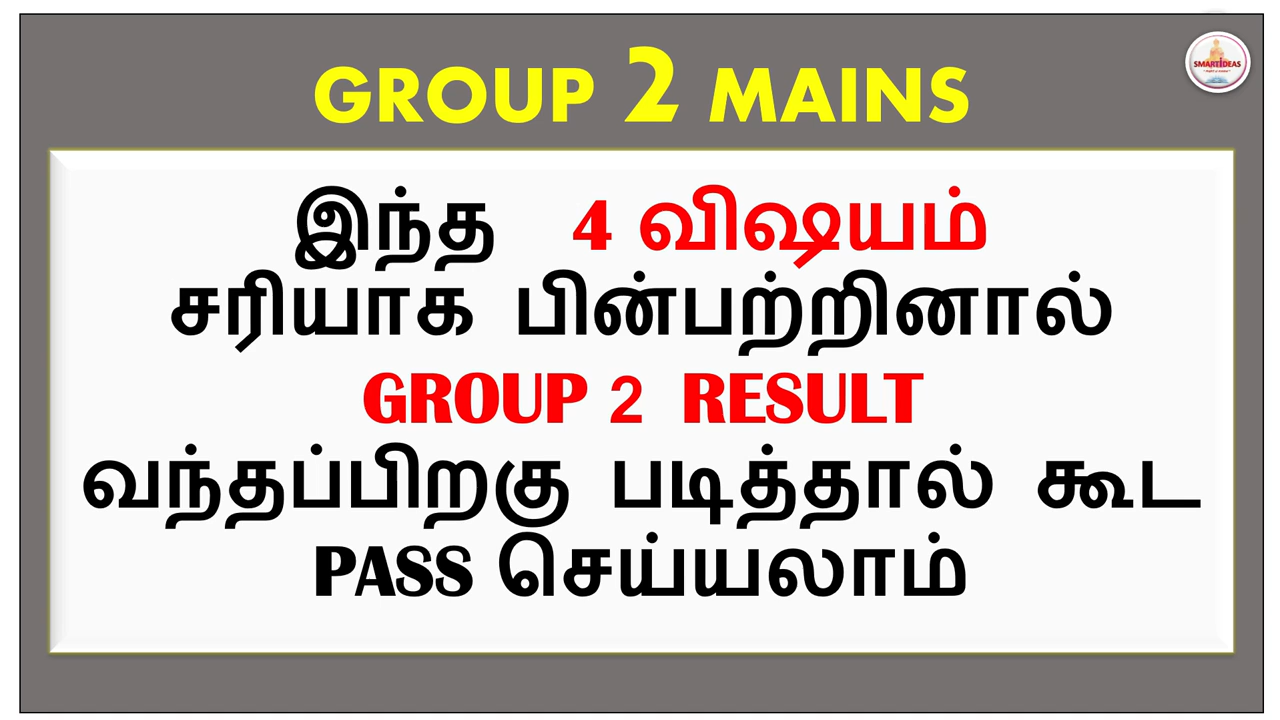 GROUP 2 MAINS
SMARTIDEAS
இந்த 4 விஷயம்
சரியாக பின்பற்றினால்
GROUP 2 RESULT
வந்தப்பிறகு படித்தால் கூட
PASS செய்யலாம்